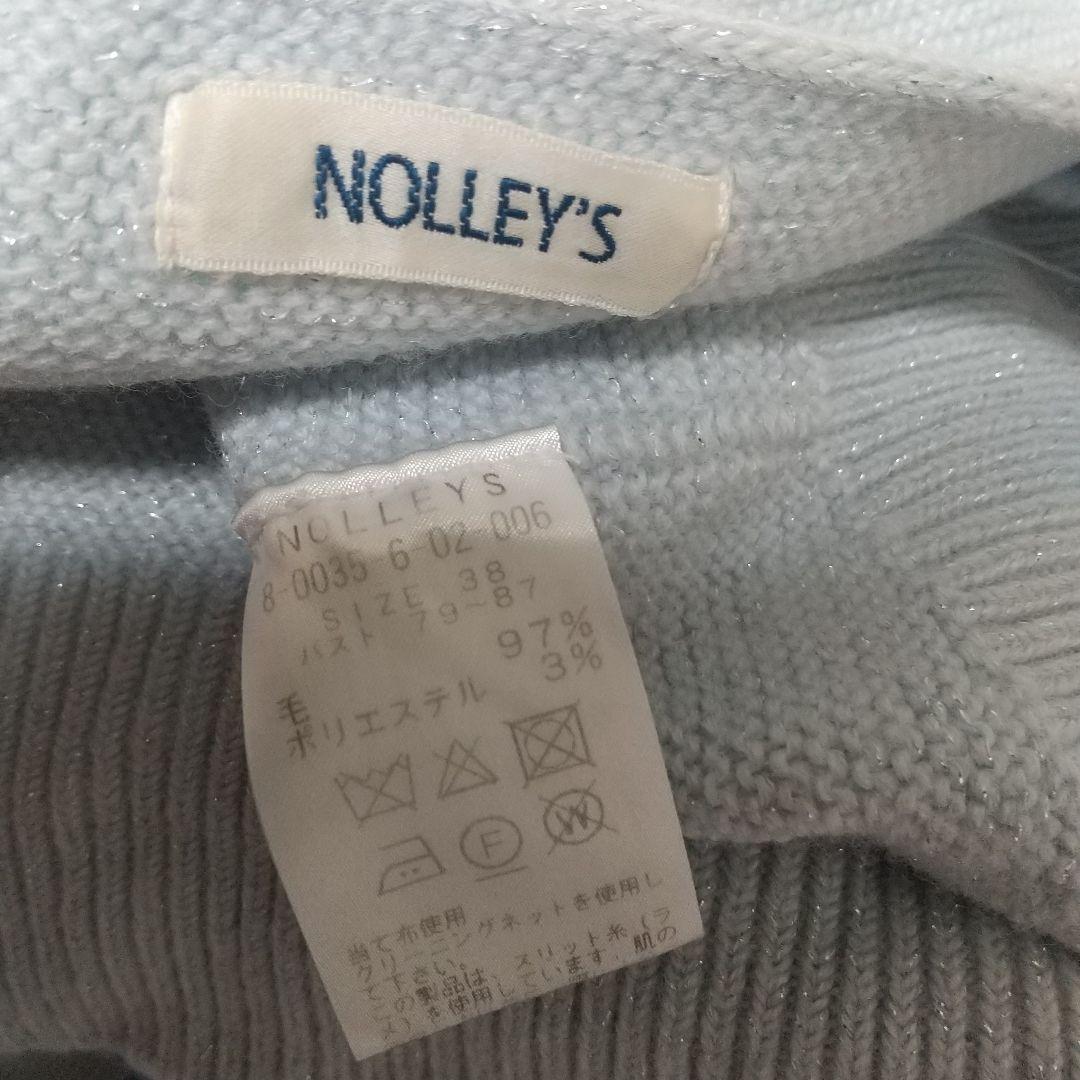 NOLLEY'S
NOLLEYS
8-0035-6-02-006
SIZE 38
バスト 79~87
97%
3%
毛
ポリエステル
F
W
当て布使用
クリーニングネットを使用し
て下さい。
この製品は、スリット糸(ラ
メ)を使用しています。肌の